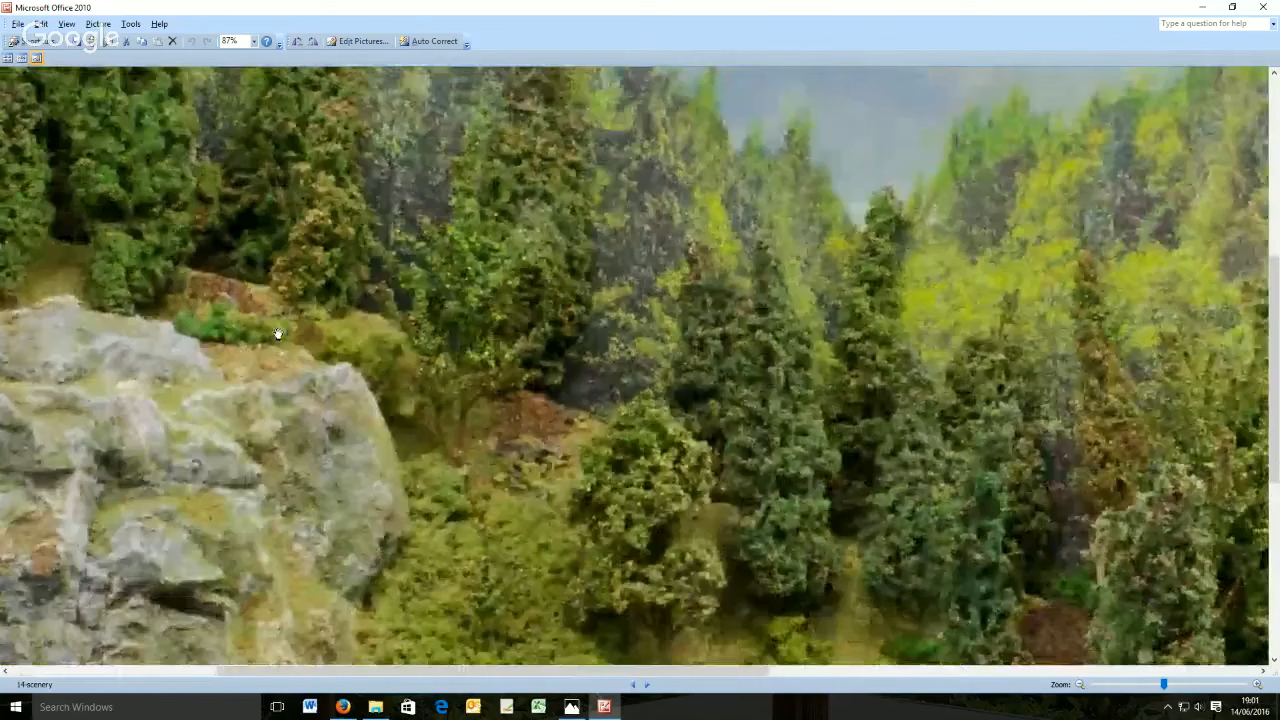 Microsoft Office 2010
File Edit View Picture Tools Help
Type a question for help
Google
87%
Edit Pictures...
Auto Correct
14-scenery
Zoom:
Search Windows
19:01
14/06/2016